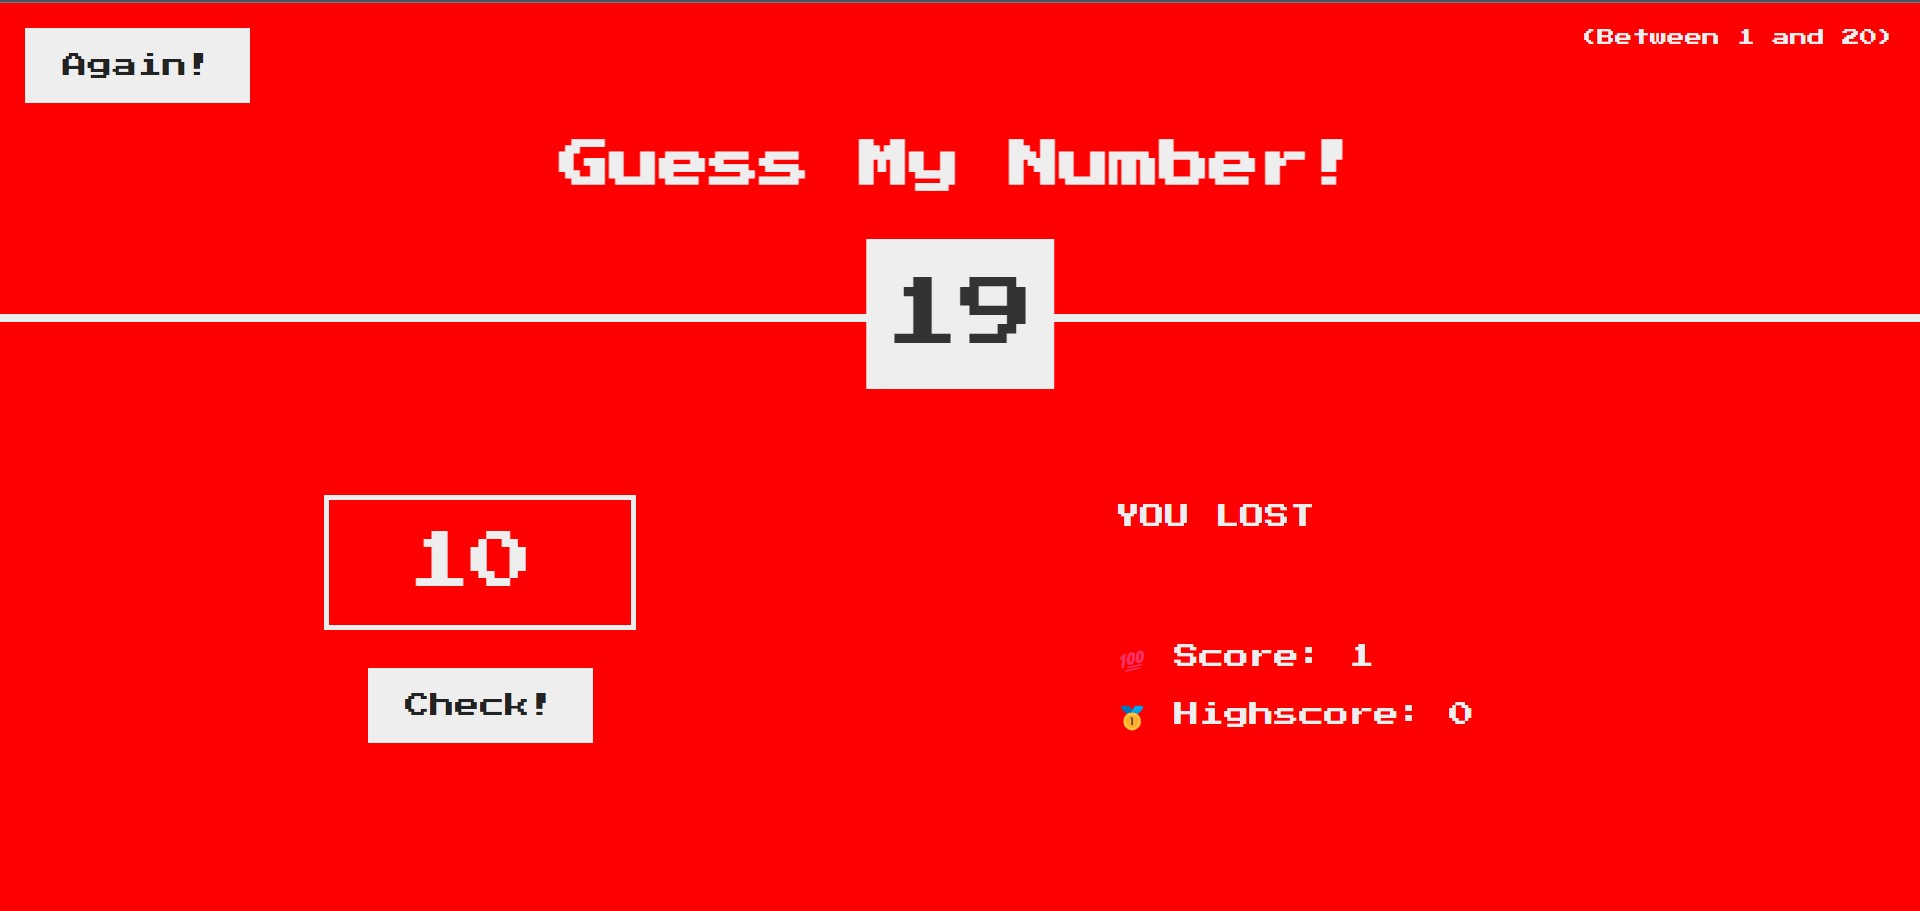 Again!
(Between 1 and 20)
Guess My Number!
19
10
Check!
YOU LOST
💯 Score: 1
🥇 Highscore: 0